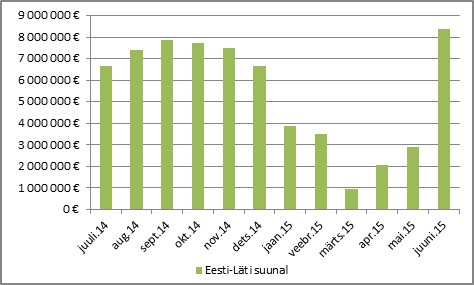 9 000 000 €
8 000 000 €
7 000 000 €
6 000 000 €
5 000 000 €
4 000 000 €
3 000 000 €
2 000 000 €
1 000 000 €
0 €
juuli.14 aug.14 sept.14 okt.14 nov.14 dets.14 jaan.15 veebr.15 märts.15 apr.15 mai.15 juuni.15
Eesti-Läti suunal